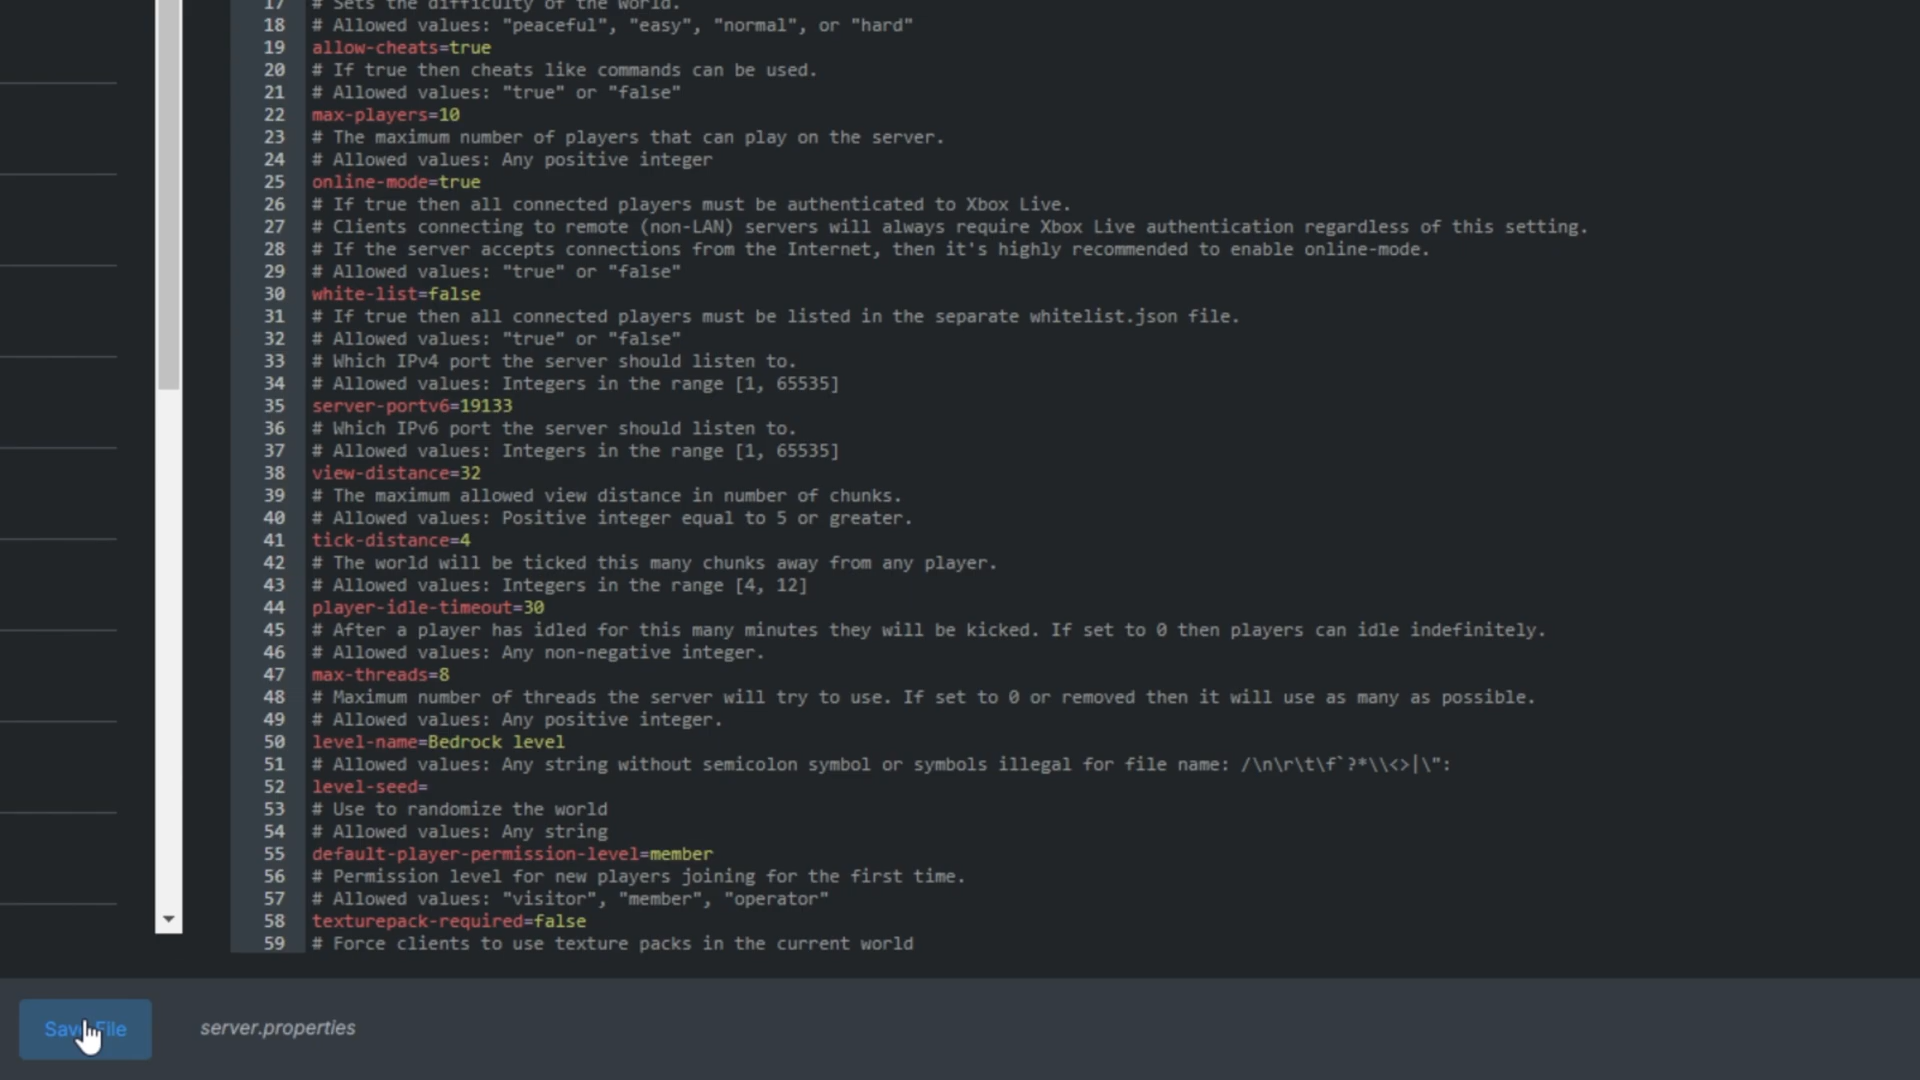 17 # Sets the difficulty of the world.
18 # Allowed values: "peaceful", "easy", "normal", or "hard"
19 allow-cheats=true
20 # If true then cheats like commands can be used.
21 # Allowed values: "true" or "false"
22 max-players=10
23 # The maximum number of players that can play on the server.
24 # Allowed values: Any positive integer
25 online-mode=true
26 # If true then all connected players must be authenticated to Xbox Live.
27 # Clients connecting to remote (non-LAN) servers will always require Xbox Live authentication regardless of this setting.
28 # If the server accepts connections from the Internet, then it's highly recommended to enable online-mode.
29 # Allowed values: "true" or "false"
30 white-list=false
31 # If true then all connected players must be listed in the separate whitelist.json file.
32 # Allowed values: "true" or "false"
33 # Which IPv4 port the server should listen to.
34 # Allowed values: Integers in the range [1, 65535]
35 server-portv6=19133
36 # Which IPv6 port the server should listen to.
37 # Allowed values: Integers in the range [1, 65535]
38 view-distance=32
39 # The maximum allowed view distance in number of chunks.
40 # Allowed values: Positive integer equal to 5 or greater.
41 tick-distance=4
42 # The world will be ticked this many chunks away from any player.
43 # Allowed values: Integers in the range [4, 12]
44 player-idle-timeout=30
45 # After a player has idled for this many minutes they will be kicked. If set to 0 then players can idle indefinitely.
46 # Allowed values: Any non-negative integer.
47 max-threads=8
48 # Maximum number of threads the server will try to use. If set to 0 or removed then it will use as many as possible.
49 # Allowed values: Any positive integer.
50 level-name=Bedrock level
51 # Allowed values: Any string without semicolon symbol or symbols illegal for file name: /\n\r\t\f`?*\\<>|\":
52 level-seed=
53 # Use to randomize the world
54 # Allowed values: Any string
55 default-player-permission-level=member
56 # Permission level for new players joining for the first time.
57 # Allowed values: "visitor", "member", "operator"
58 texturepack-required=false
59 # Force clients to use texture packs in the current world
Save File
server.properties